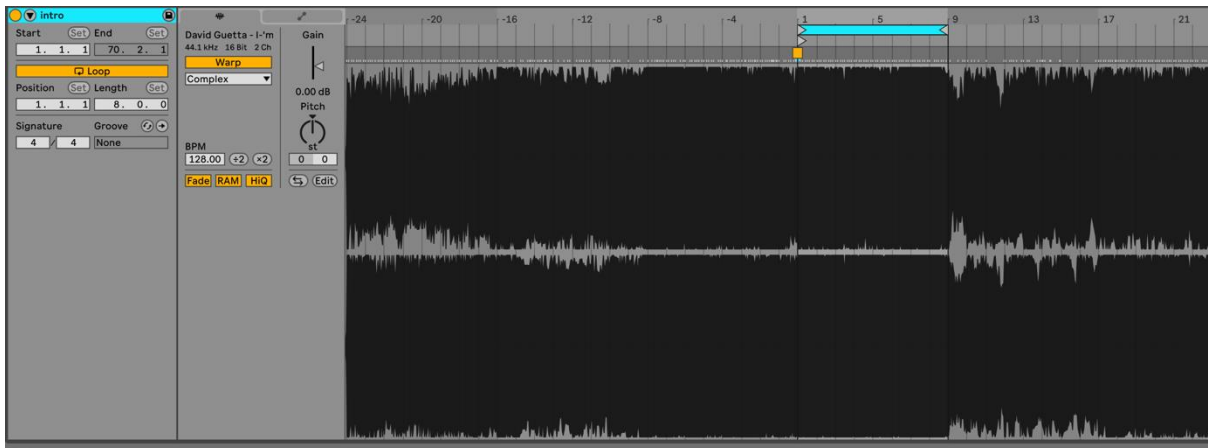 intro
Start Set End Set
1. 1. 1 70. 2. 1
Loop
Position Set Length Set
1. 1. 1 8. 0. 0
Signature Groove
4 / 4 None
David Guetta - I-'m
44.1 kHz 16 Bit 2 Ch
Warp
Complex
BPM
128.00 ÷2 ×2
Fade RAM HiQ
Gain
0.00 dB
Pitch
st
0 0
Edit
-24 -20 -16 -12 -8 -4 1 5 9 13 17 21